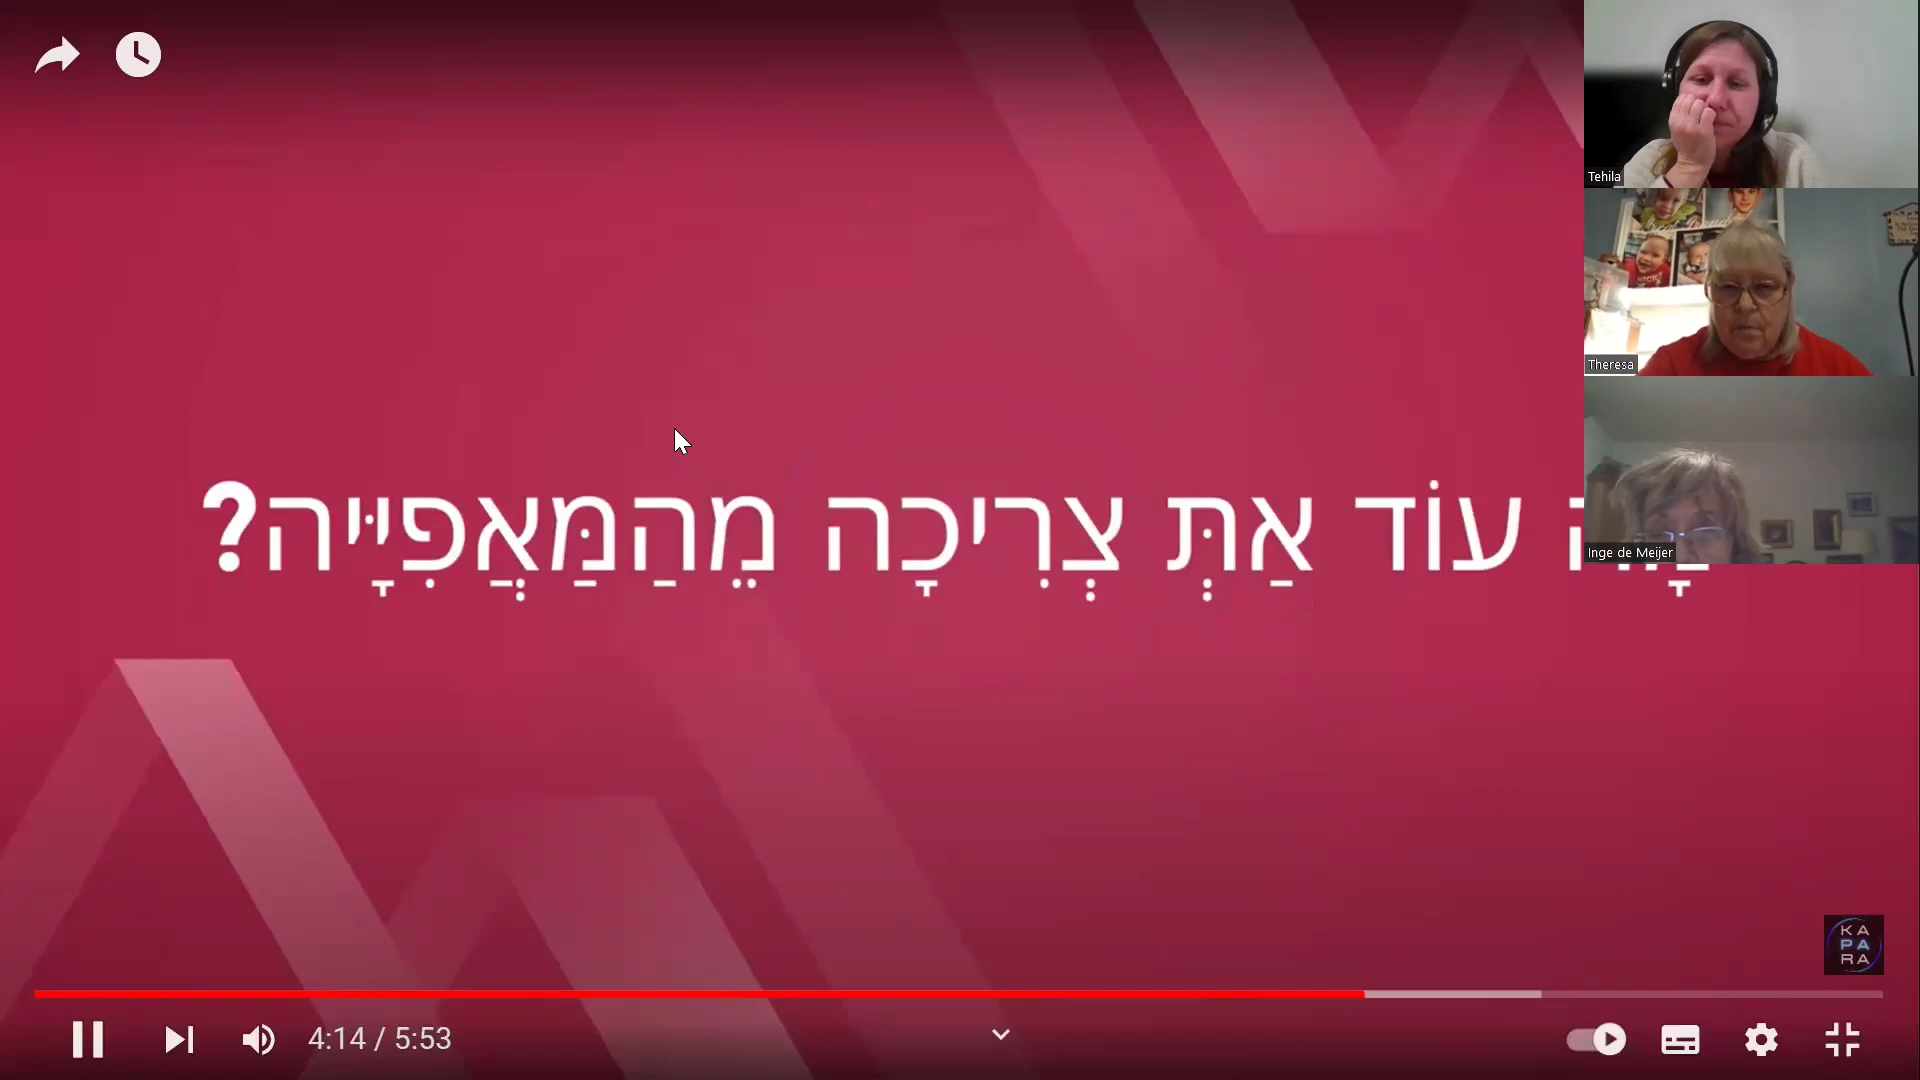 Tehila
Theresa
Inge de Meijer
עוֹד אַתְּ צְרִיכָה מֵהַמַּאֲפִיָּיה?
KA
PA
RA
4:14 / 5:53